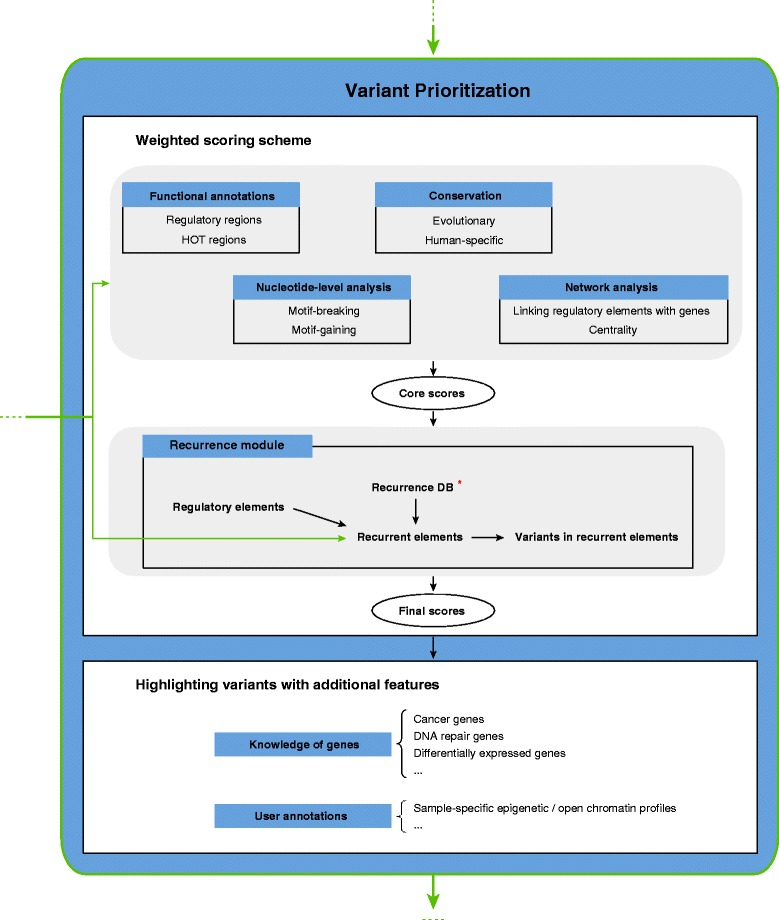 Variant Prioritization
Weighted scoring scheme
Functional annotations
Regulatory regions
HOT regions
Conservation
Evolutionary
Human-specific
Nucleotide-level analysis
Motif-breaking
Motif-gaining
Network analysis
Linking regulatory elements with genes
Centrality
Core scores
Recurrence module
Recurrence DB *
Regulatory elements
Recurrent elements
Variants in recurrent elements
Final scores
Highlighting variants with additional features
Knowledge of genes
Cancer genes
DNA repair genes
Differentially expressed genes
...
User annotations
Sample-specific epigenetic / open chromatin profiles
...